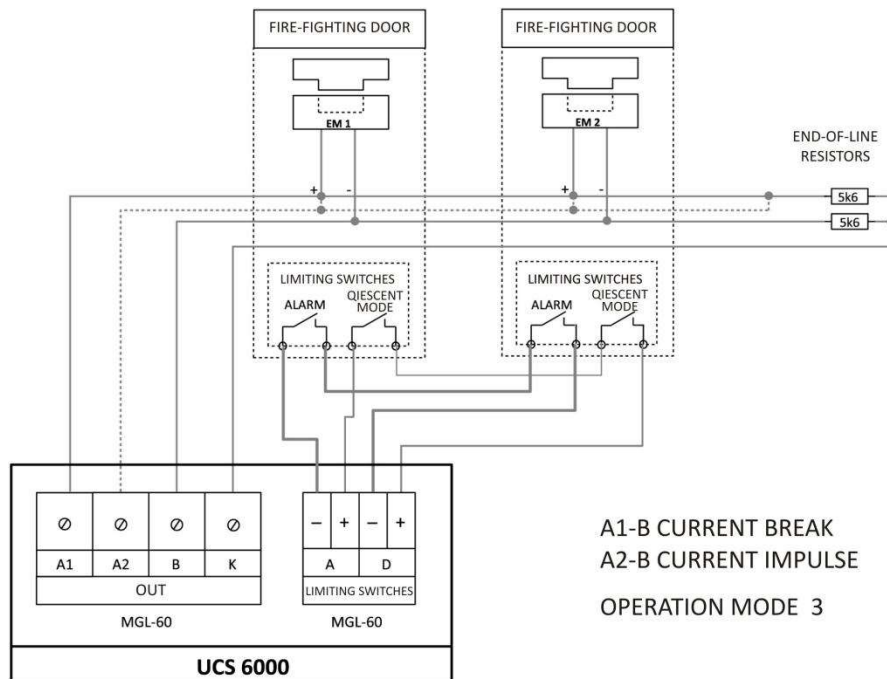 FIRE-FIGHTING DOOR
FIRE-FIGHTING DOOR
EM 1
EM 2
END-OF-LINE
RESISTORS
+ -
+ -
5k6
5k6
LIMITING SWITCHES
ALARM
QIESCENT
MODE
LIMITING SWITCHES
ALARM
QIESCENT
MODE
– + – +
A1 A2 B K
A D
OUT
LIMITING SWITCHES
MGL-60
MGL-60
UCS 6000
A1-B CURRENT BREAK
A2-B CURRENT IMPULSE
OPERATION MODE 3